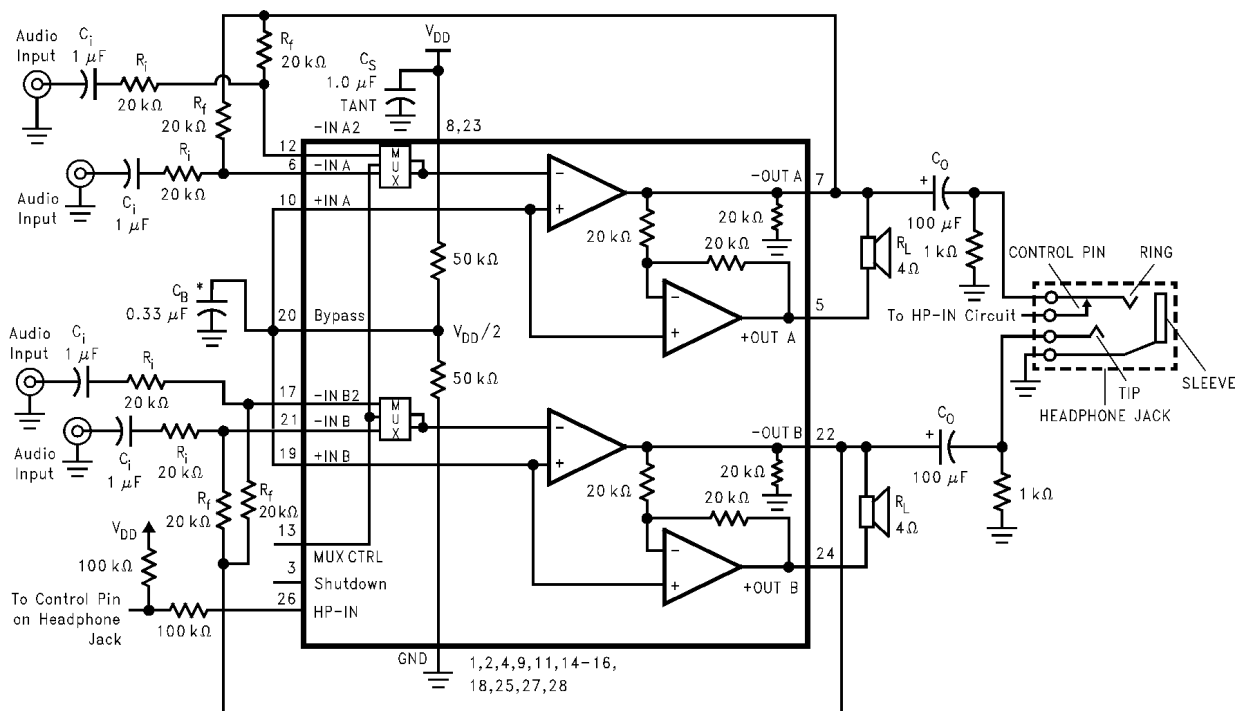 Audio
Input
C_i
1 μF
R_i
20 kΩ
R_f
20 kΩ
V_DD
C_S
1.0 μF
TANT
R_f
20 kΩ
-IN A2
8,23
12
MUX
R_i
20 kΩ
6
-IN A
Audio
Input
C_i
1 μF
10
+IN A
-
+
-OUT A
7
20 kΩ
20 kΩ
20 kΩ
C_O
+
100 μF
1 kΩ
R_L
4Ω
50 kΩ
-
+
5
+OUT A
CONTROL PIN
RING
To HP-IN Circuit
TIP
SLEEVE
HEADPHONE JACK
C_B *
0.33 μF
20
Bypass
V_DD/2
50 kΩ
Audio
Input
C_i
1 μF
R_i
20 kΩ
17
-IN B2
MUX
21
-IN B
Audio
Input
C_i
1 μF
R_i
20 kΩ
19
+IN B
-
+
-OUT B
22
20 kΩ
20 kΩ
20 kΩ
C_O
+
100 μF
1 kΩ
R_L
4Ω
R_f
20 kΩ
R_f
20 kΩ
-
+
24
+OUT B
13
MUX CTRL
V_DD
100 kΩ
3
Shutdown
26
HP-IN
To Control Pin
on Headphone
Jack
100 kΩ
GND
1,2,4,9,11,14-16,
18,25,27,28